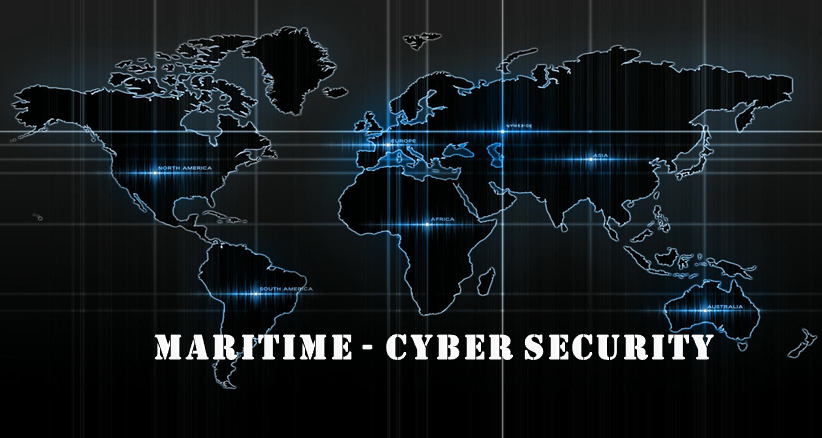 EUROPE
NORTH AMERICA
ASIA
AFRICA
SOUTH AMERICA
AUSTRALIA
MARITIME - CYBER SECURITY